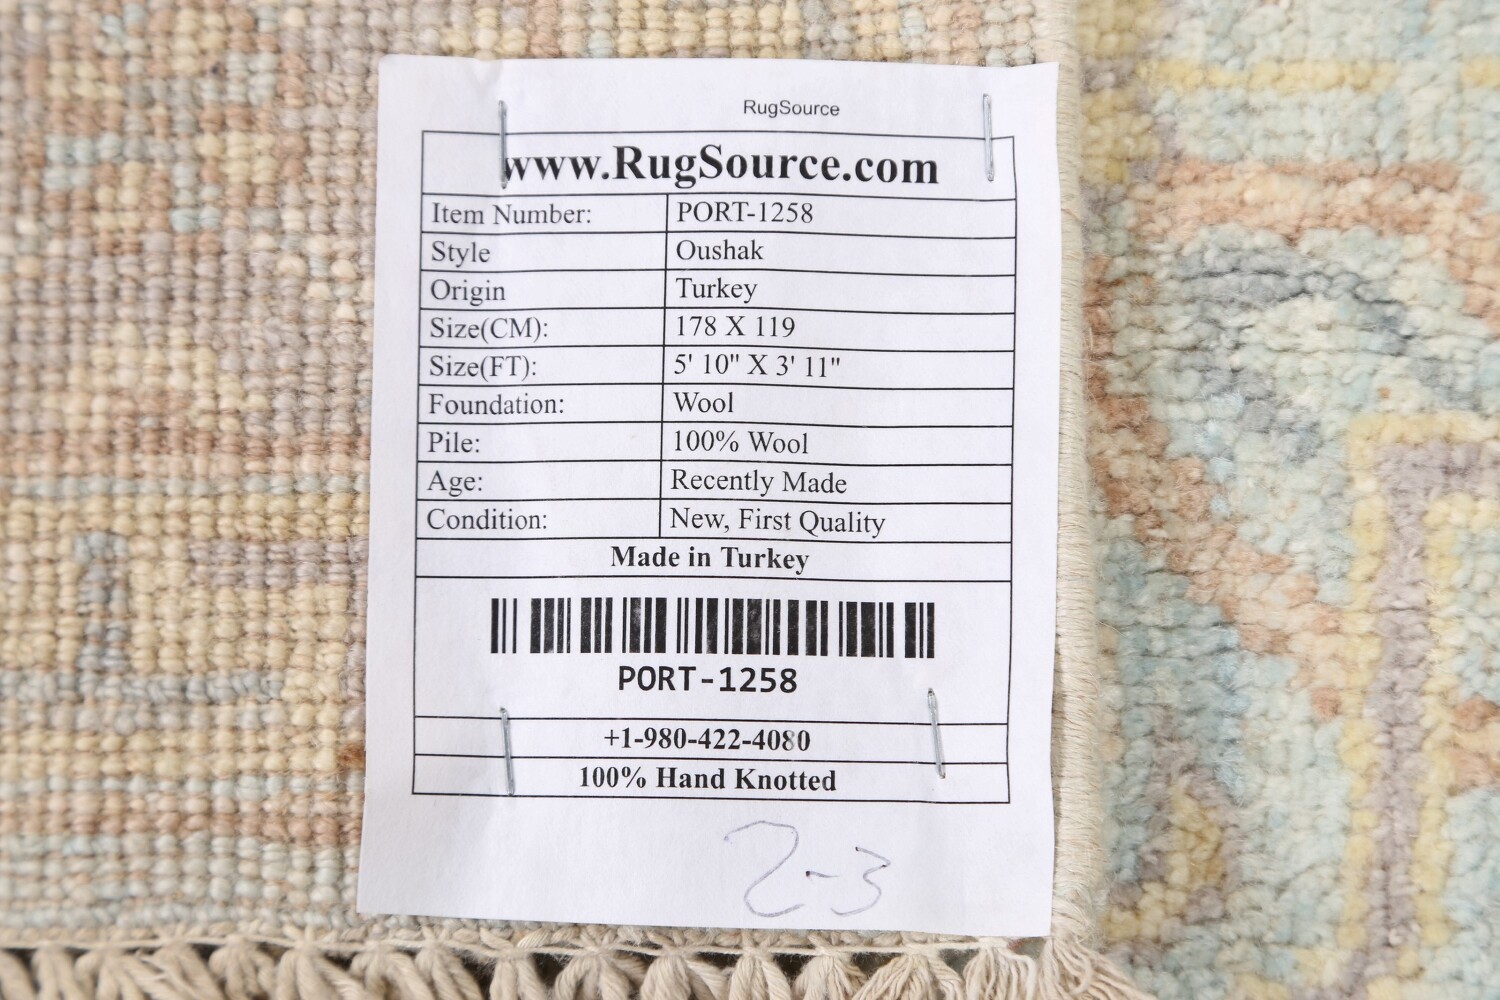 RugSource
www.RugSource.com
Item Number: PORT-1258
Style Oushak
Origin Turkey
Size(CM): 178 X 119
Size(FT): 5' 10" X 3' 11"
Foundation: Wool
Pile: 100% Wool
Age: Recently Made
Condition: New, First Quality
Made in Turkey
PORT-1258
+1-980-422-4080
100% Hand Knotted
2-3